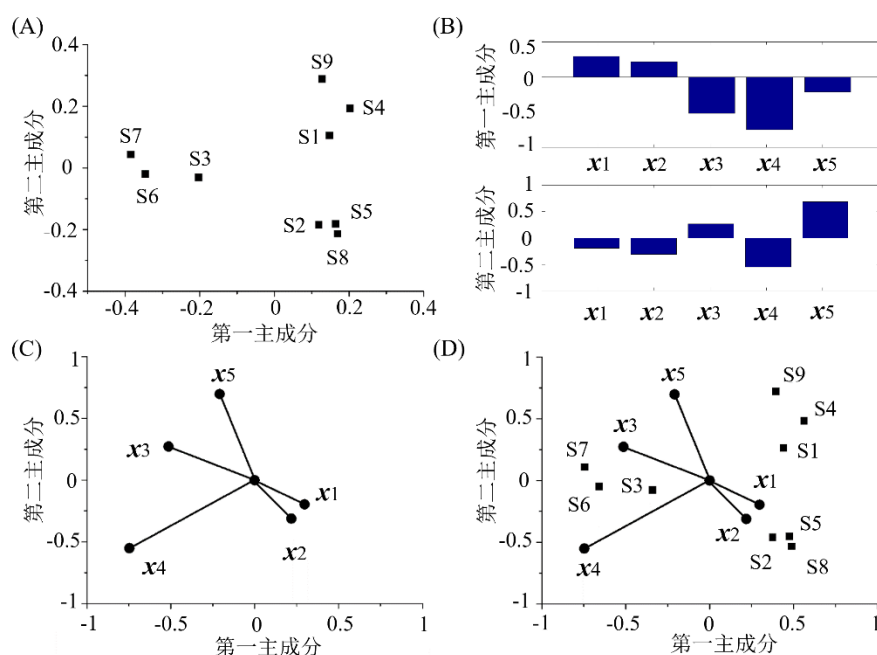 (A)
0.4
0.2
0
-0.2
-0.4
第二主成分
S9
S4
S1
S7
S3
S6
S2
S5
S8
-0.4
-0.2
0
0.2
0.4
第一主成分
(B)
0.5
0
-0.5
-1
第一主成分
x1 x2 x3 x4 x5
1
0.5
0
-0.5
-1
第二主成分
x1 x2 x3 x4 x5
(C)
1
0.5
0
-0.5
-1
第二主成分
x5
x3
x1
x2
x4
-1
-0.5
0
0.5
1
第一主成分
(D)
1
0.5
0
-0.5
-1
第二主成分
x5
S9
S4
x3
S7
S1
x1
S3
S6
x2
S5
S2
S8
x4
-1
-0.5
0
0.5
1
第一主成分